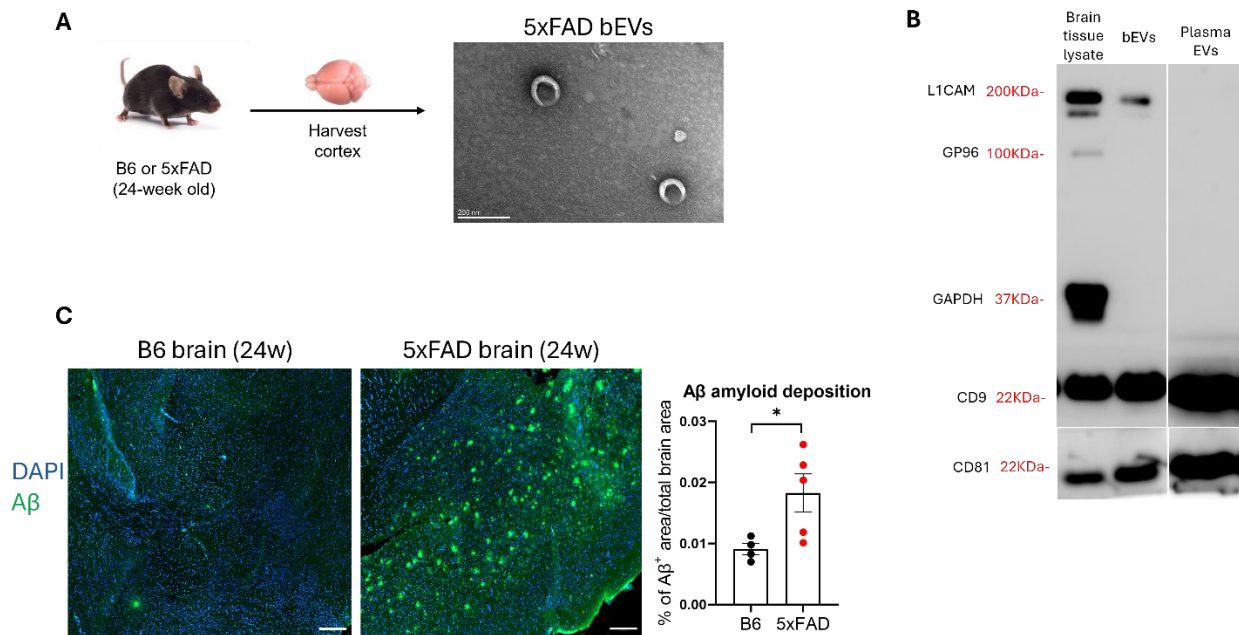 A
5xFAD bEVs
Harvest
cortex
B6 or 5xFAD
(24-week old)
200 nm
B
Brain
tissue
lysate
bEVs
Plasma
EVs
L1CAM 200KDa-
GP96 100KDa-
GAPDH 37KDa-
CD9 22KDa-
CD81 22KDa-
C
B6 brain (24w)
5xFAD brain (24w)
DAPI
Aβ
Aβ amyloid deposition
*
% of Aβ⁺ area/total brain area
0.03
0.02
0.01
0.00
B6
5xFAD